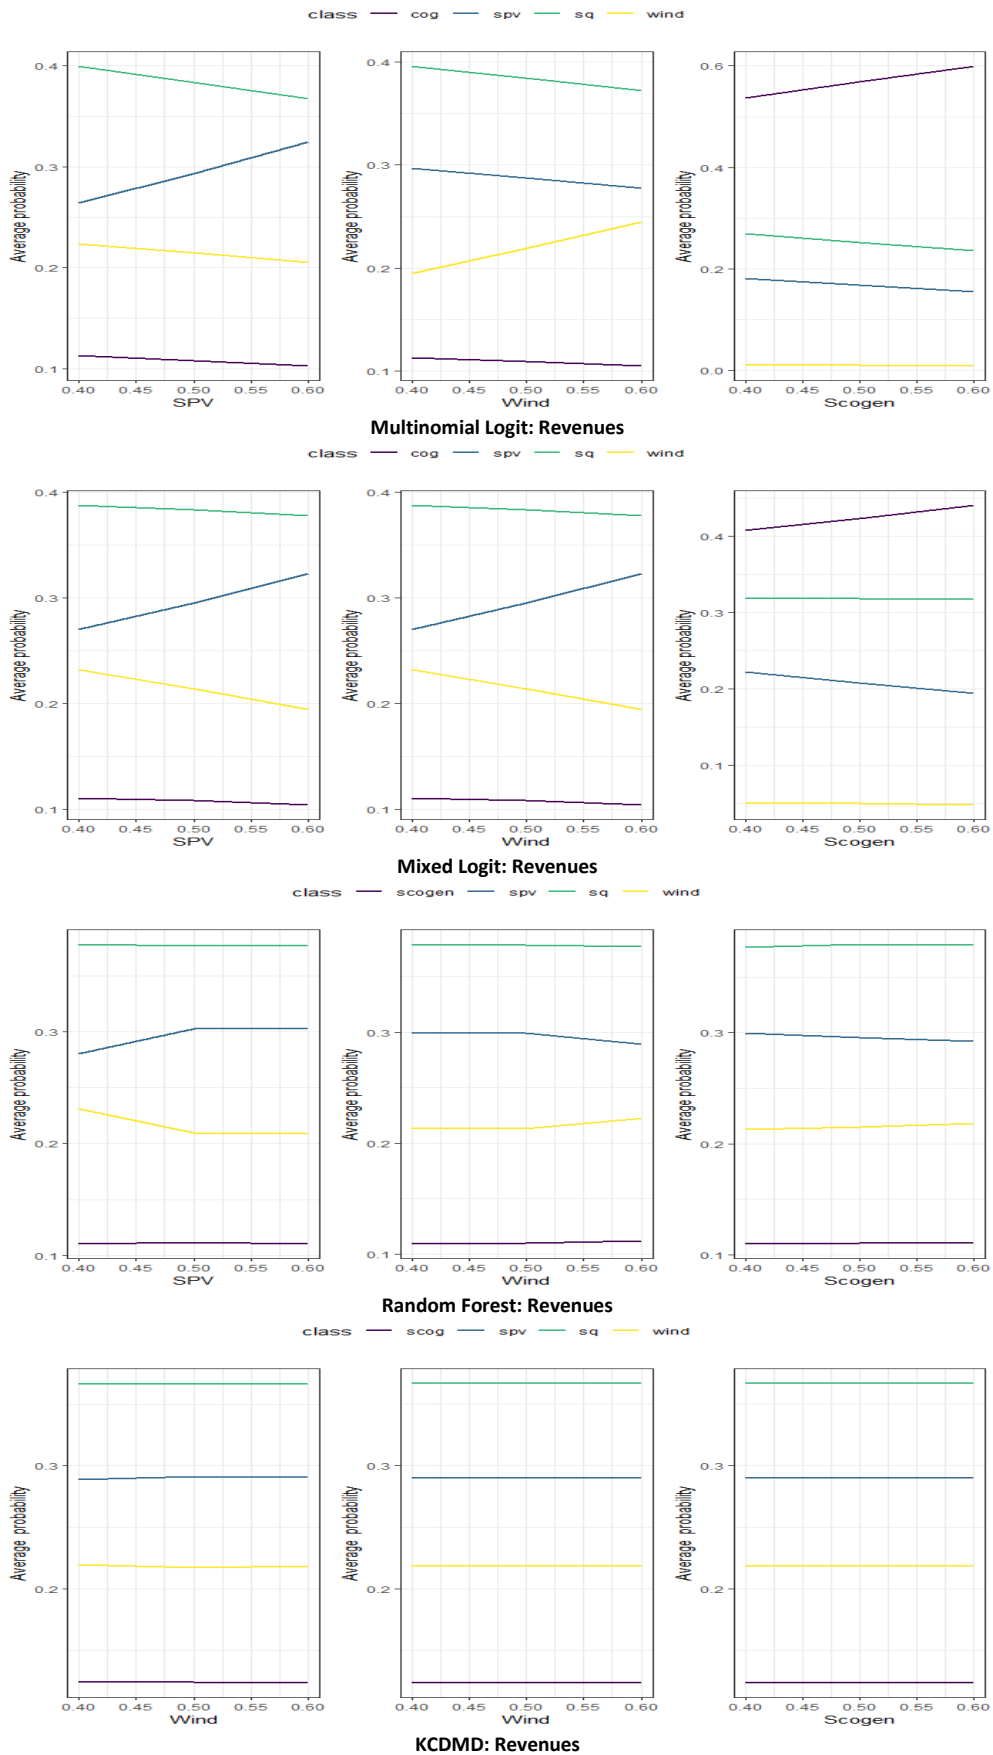 class cog spv sq wind
0.4 0.3 0.2 0.1
Average probability
0.40 0.45 0.50 0.55 0.60
SPV
0.4 0.3 0.2 0.1
Average probability
0.40 0.45 0.50 0.55 0.60
Wind
0.6 0.4 0.2 0.0
Average probability
0.40 0.45 0.50 0.55 0.60
Scogen
Multinomial Logit: Revenues
class cog spv sq wind
0.4 0.3 0.2 0.1
Average probability
0.40 0.45 0.50 0.55 0.60
SPV
0.4 0.3 0.2 0.1
Average probability
0.40 0.45 0.50 0.55 0.60
Wind
0.4 0.3 0.2 0.1
Average probability
0.40 0.45 0.50 0.55 0.60
Scogen
Mixed Logit: Revenues
class scogen spv sq wind
0.3 0.2 0.1
Average probability
0.40 0.45 0.50 0.55 0.60
SPV
0.3 0.2 0.1
Average probability
0.40 0.45 0.50 0.55 0.60
Wind
0.3 0.2 0.1
Average probability
0.40 0.45 0.50 0.55 0.60
Scogen
Random Forest: Revenues
class scog spv sq wind
0.3 0.2
Average probability
0.40 0.45 0.50 0.55 0.60
Wind
0.3 0.2
Average probability
0.40 0.45 0.50 0.55 0.60
Wind
0.3 0.2
Average probability
0.40 0.45 0.50 0.55 0.60
Scogen
KCDMD: Revenues